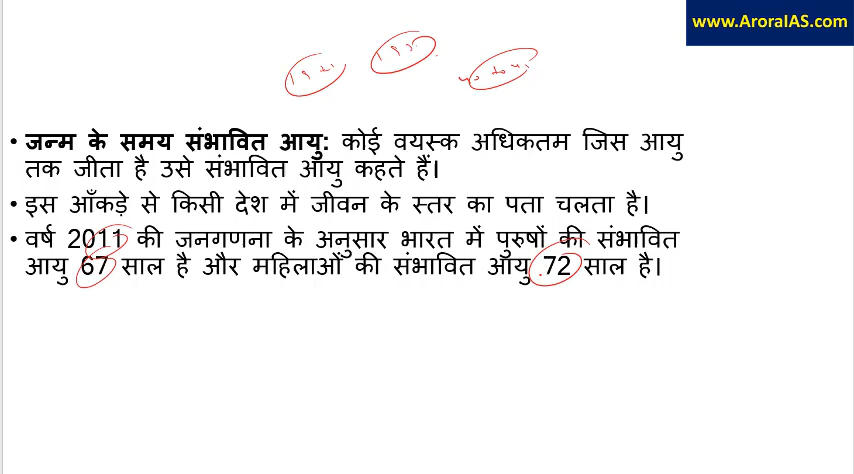 www.AroraIAS.com
• जन्म के समय संभावित आयु: कोई वयस्क अधिकतम जिस आयु
तक जीता है उसे संभावित आयु कहते हैं।
• इस आँकड़े से किसी देश में जीवन के स्तर का पता चलता है।
• वर्ष 2011 की जनगणना के अनुसार भारत में पुरुषों की संभावित
आयु 67 साल है और महिलाओं की संभावित आयु 72 साल है।